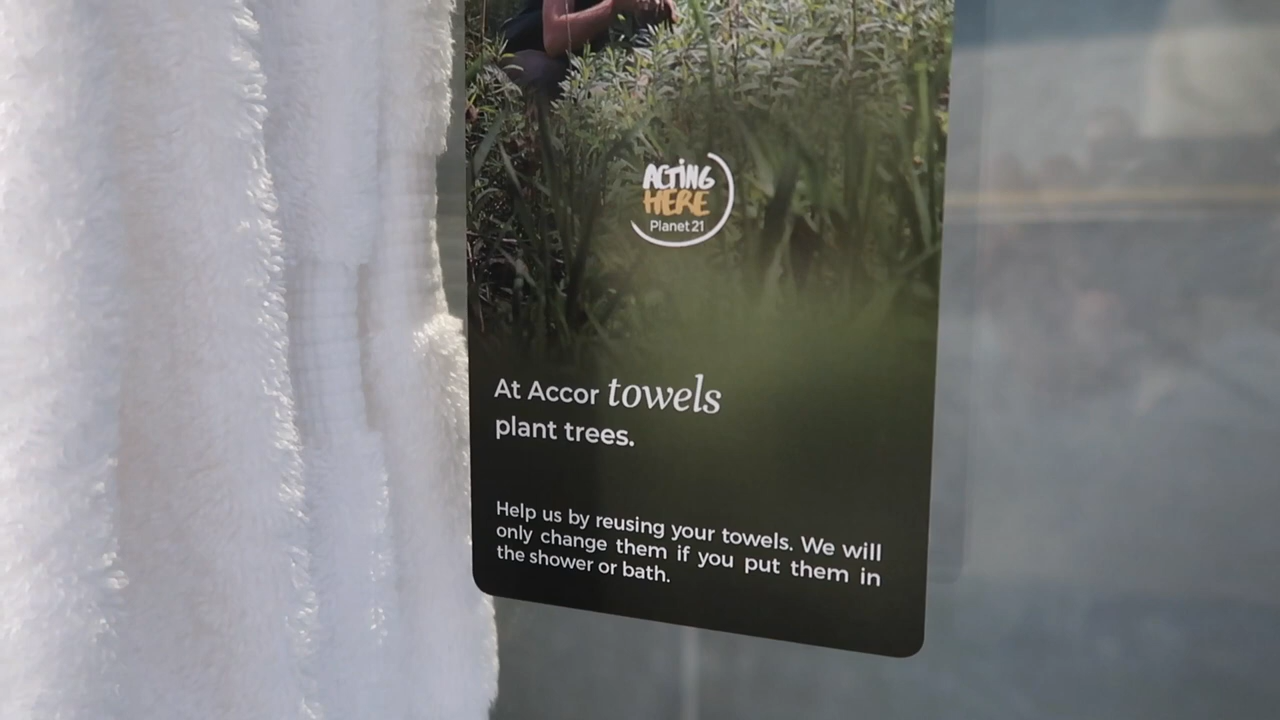 ACTING
HERE
Planet 21
At Accor towels
plant trees.
Help us by reusing your towels. We will
only change them if you put them in
the shower or bath.